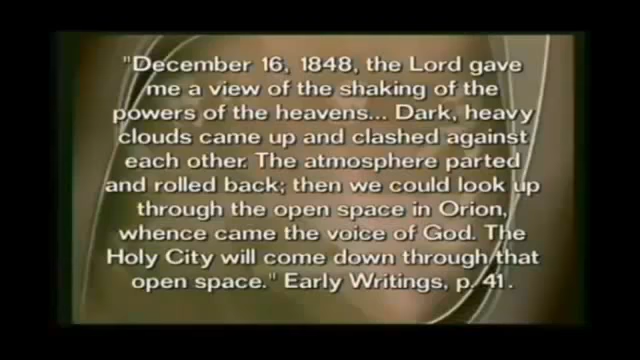 "December 16, 1848, the Lord gave
me a view of the shaking of the
powers of the heavens... Dark, heavy
clouds came up and clashed against
each other. The atmosphere parted
and rolled back; then we could look up
through the open space in Orion,
whence came the voice of God. The
Holy City will come down through that
open space." Early Writings, p. 41.